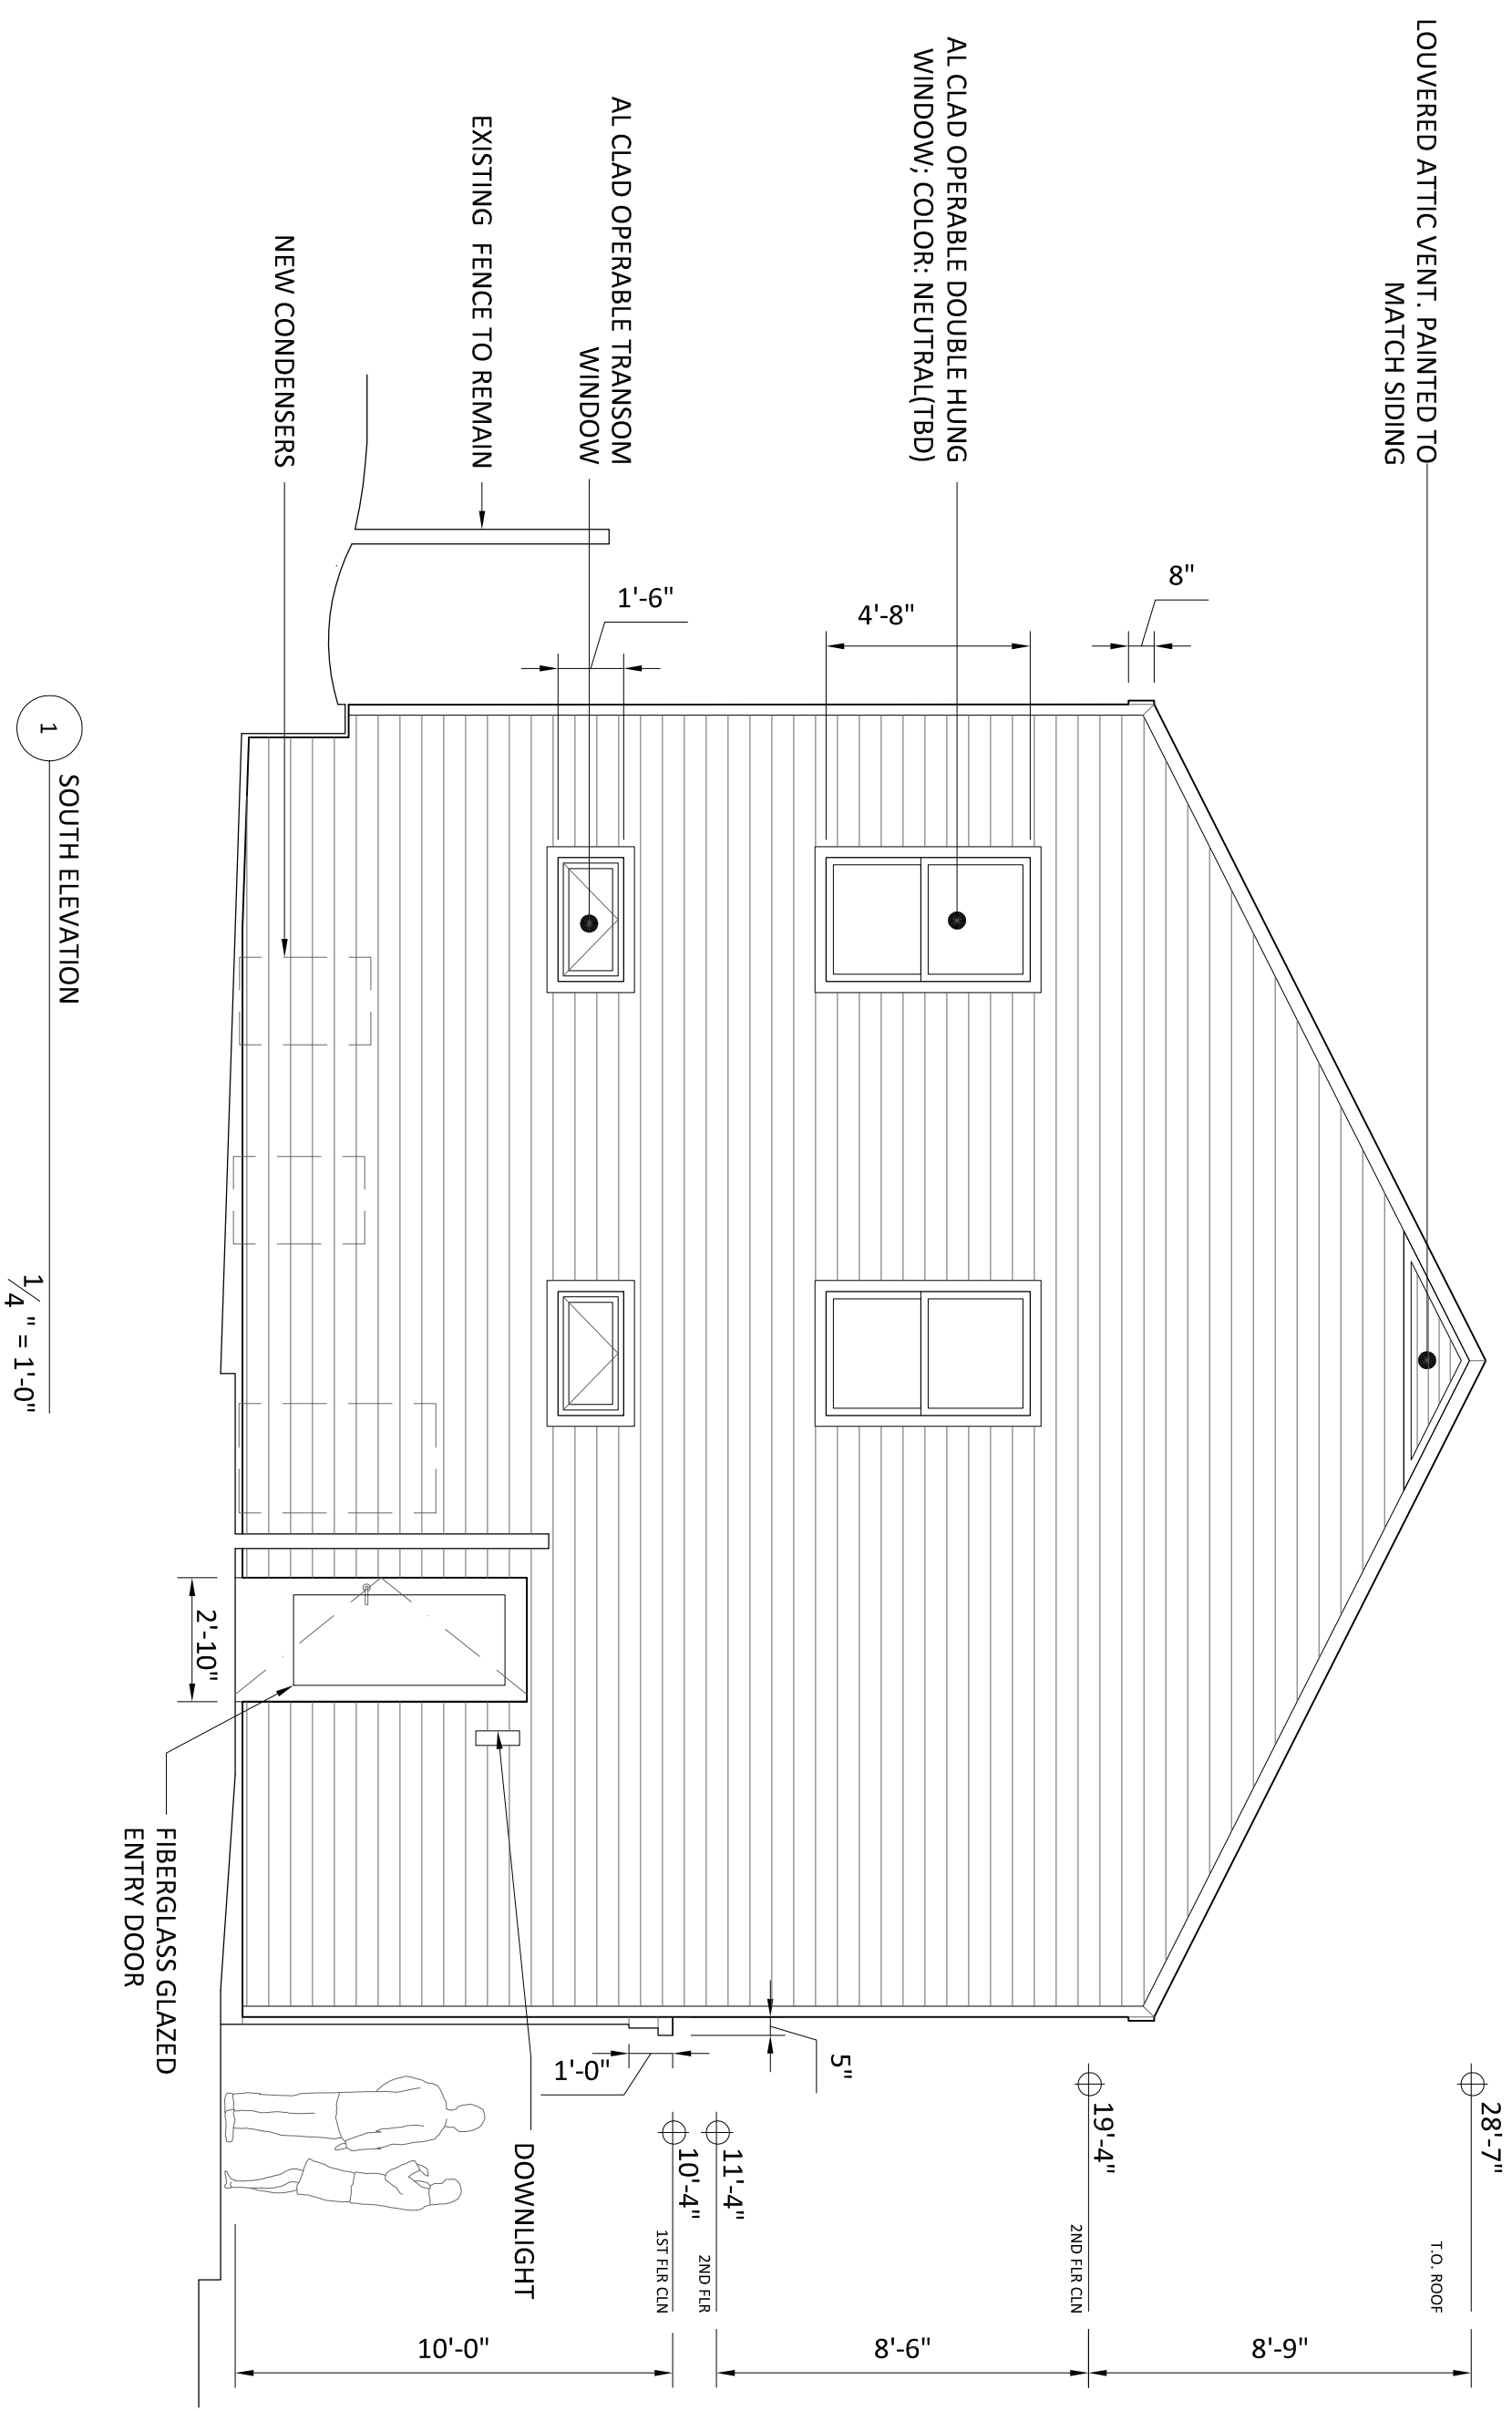 LOUVERED ATTIC VENT. PAINTED TO
MATCH SIDING
AL CLAD OPERABLE DOUBLE HUNG
WINDOW; COLOR: NEUTRAL(TBD)
AL CLAD OPERABLE TRANSOM
WINDOW
EXISTING FENCE TO REMAIN
NEW CONDENSERS
8"
4'-8"
1'-6"
28'-7"
T.O. ROOF
8'-9"
19'-4"
2ND FLR CLN
8'-6"
11'-4"
2ND FLR
10'-4"
1ST FLR CLN
10'-0"
5"
1'-0"
DOWNLIGHT
2'-10"
FIBERGLASS GLAZED
ENTRY DOOR
1
SOUTH ELEVATION
1/4 " = 1'-0"